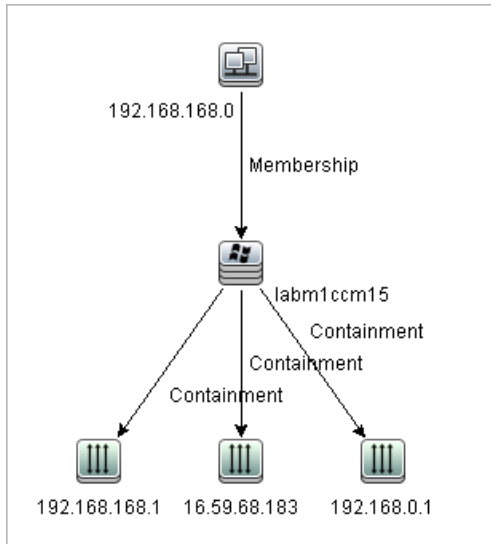 192.168.168.0
Membership
labm1ccm15
Containment
Containment
Containment
192.168.168.1
16.59.68.183
192.168.0.1